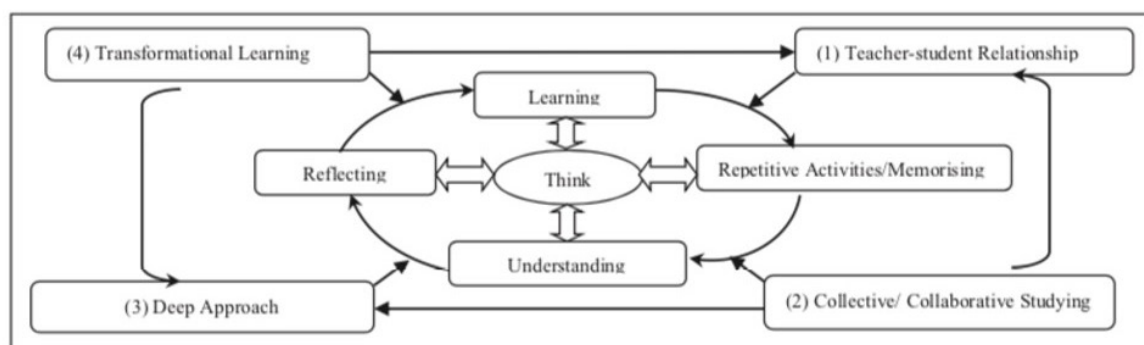 (4) Transformational Learning
(1) Teacher-student Relationship
Learning
Reflecting
Think
Repetitive Activities/Memorising
Understanding
(3) Deep Approach
(2) Collective/ Collaborative Studying